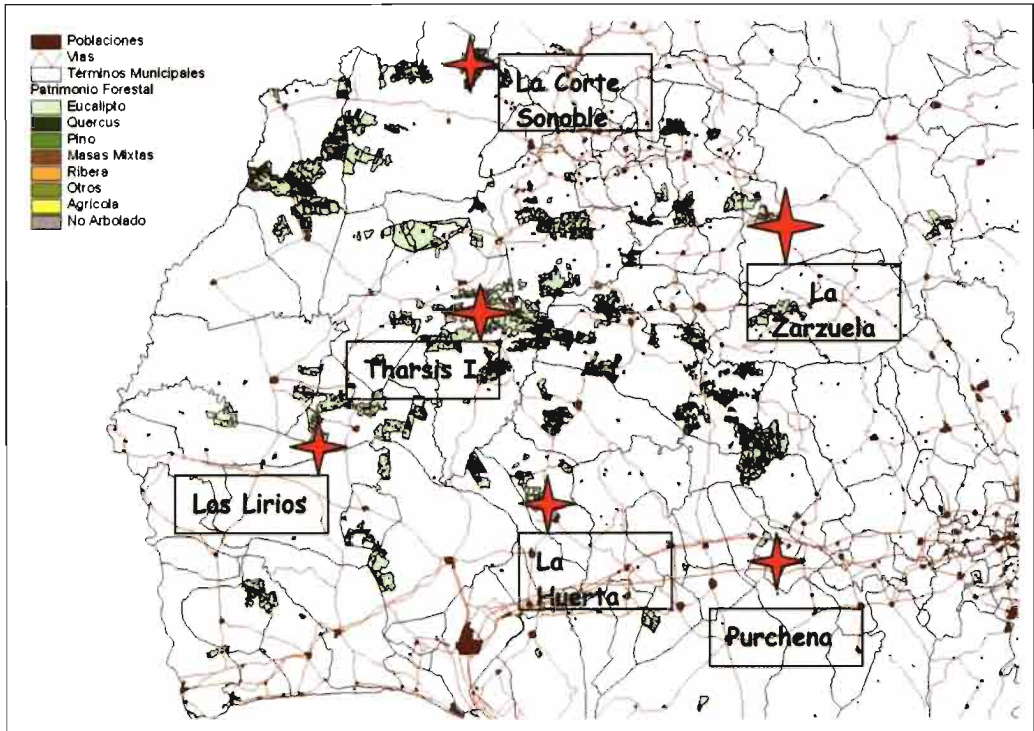 Poblaciones
Vías
Términos Municipales
Patrimonio Forestal
Eucalipto
Quercus
Pino
Masas Mixtas
Ribera
Otros
Agrícola
No Arbolado
La Corte
Sonoble
La
Zarzuela
Tharsis I
Los Lirios
La
Huerta
Purchena